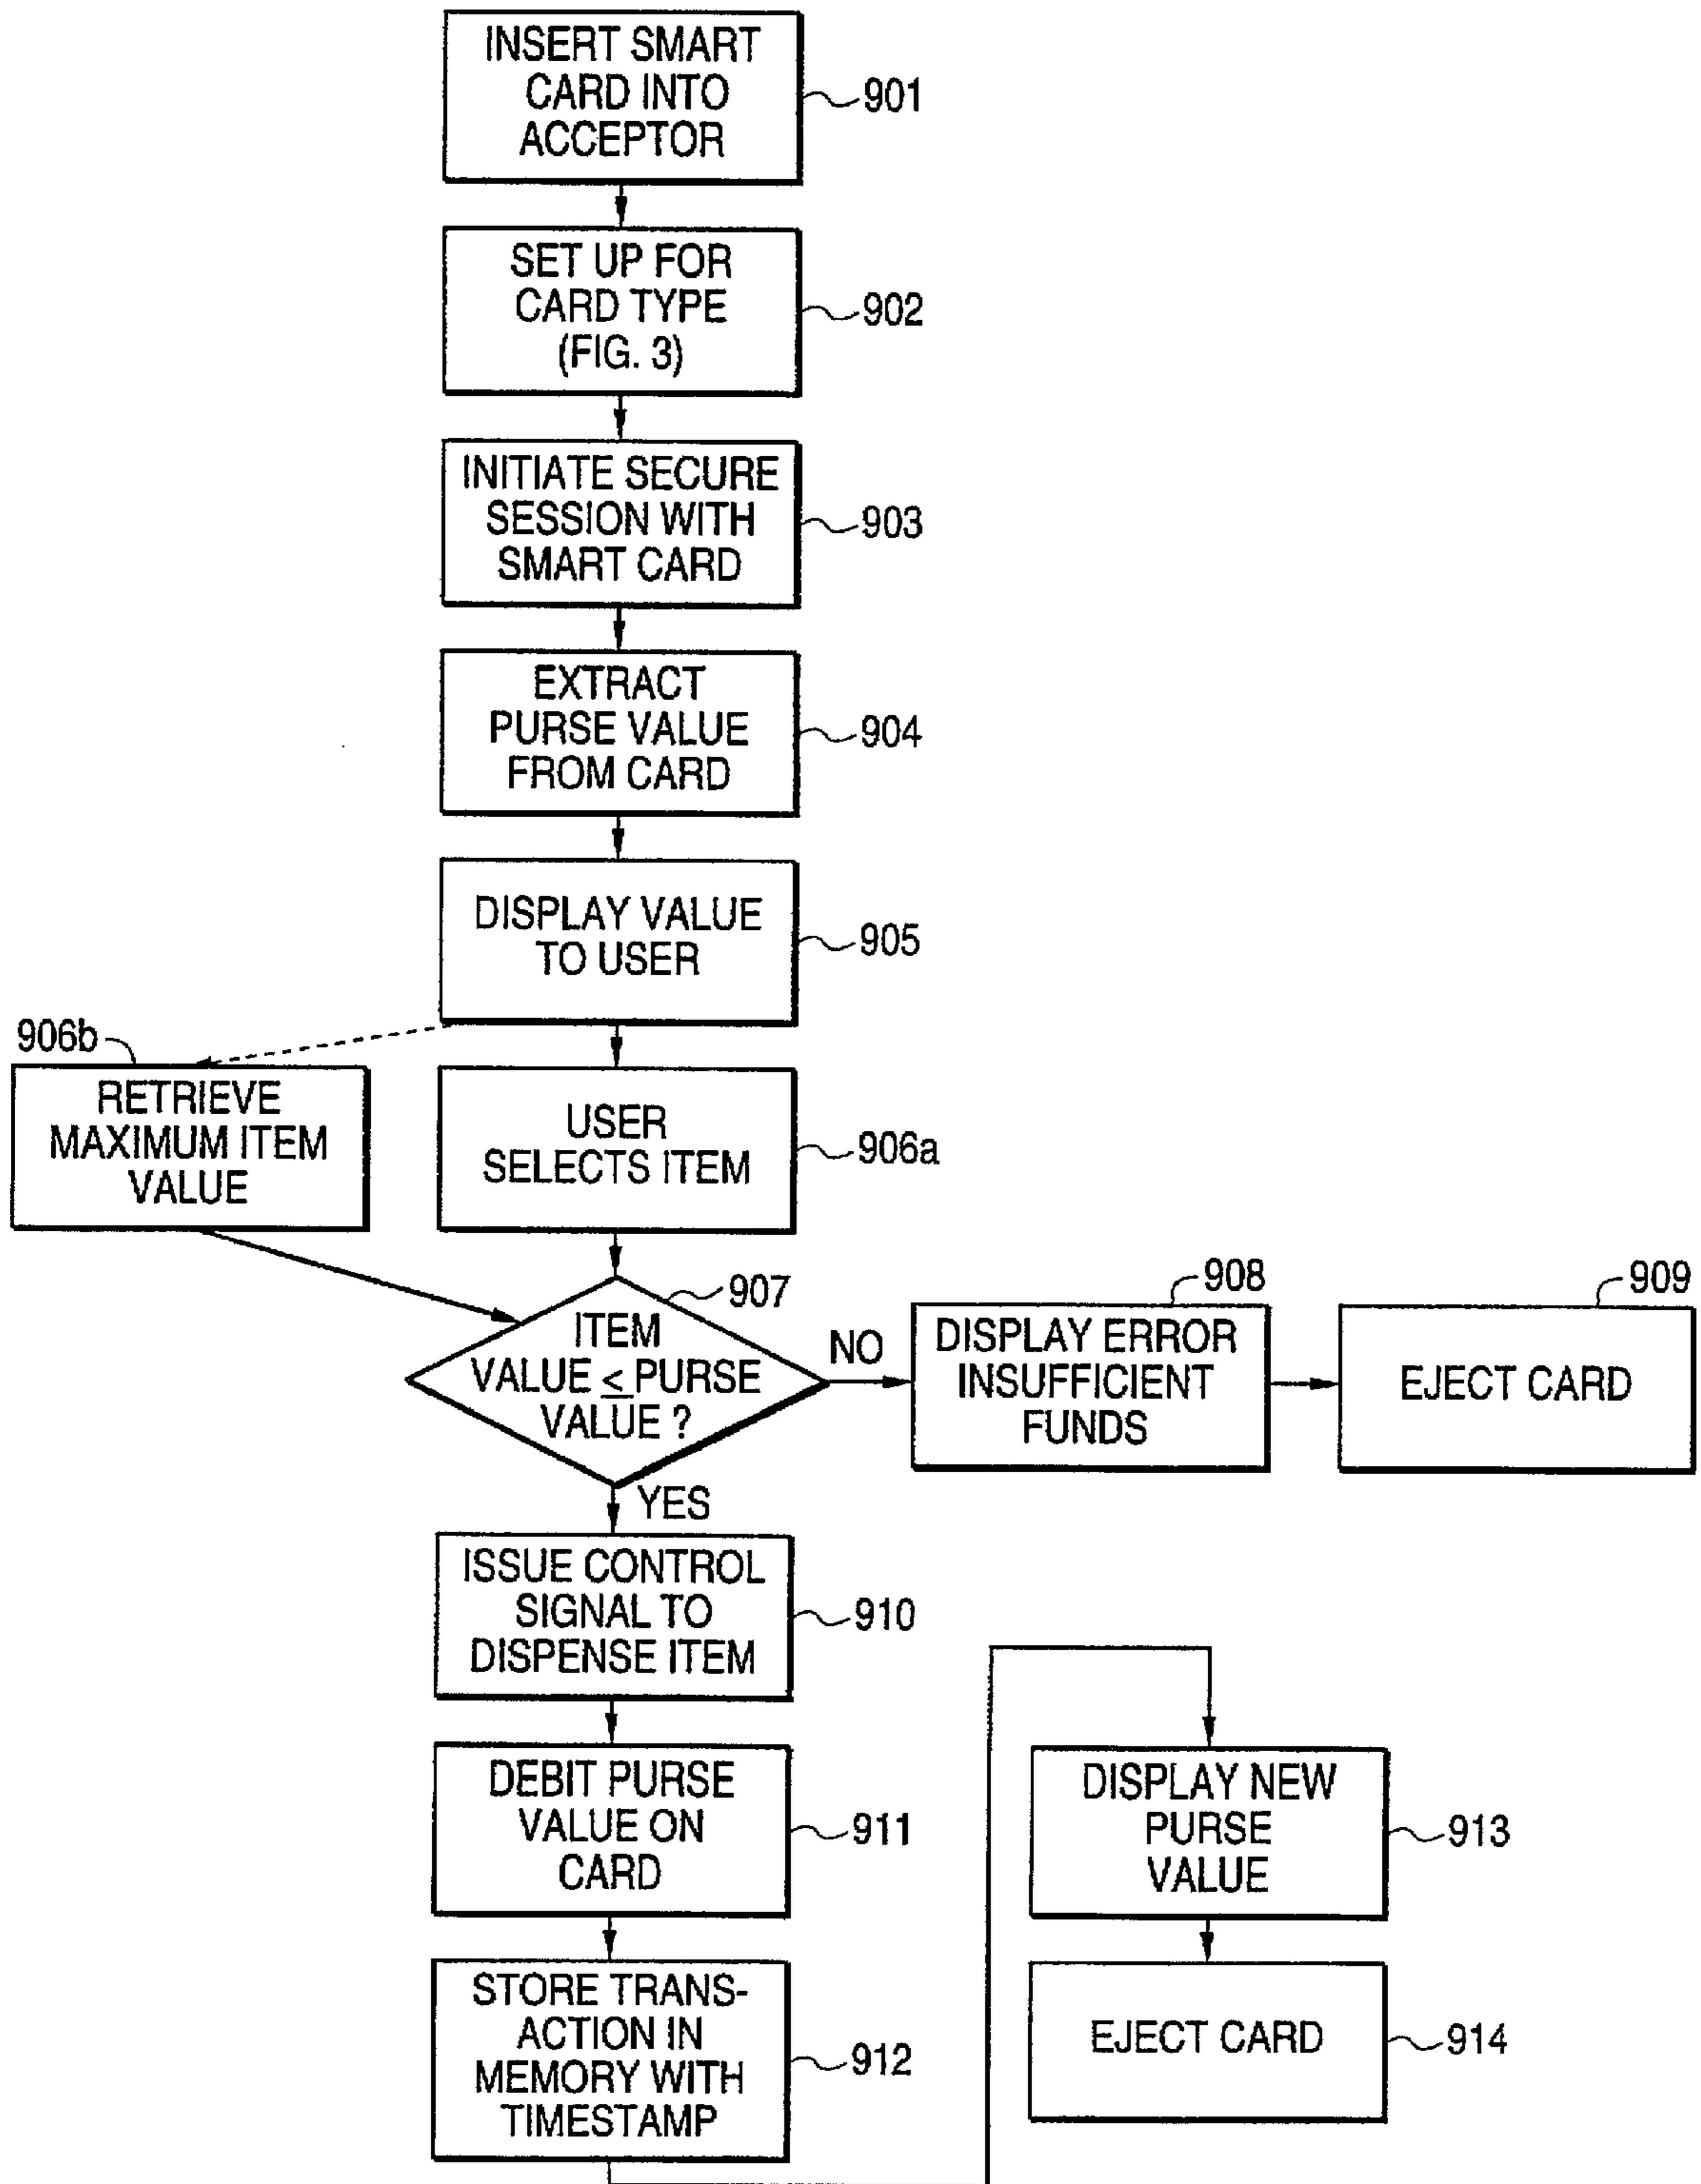 INSERT SMART
CARD INTO
ACCEPTOR
901
SET UP FOR
CARD TYPE
(FIG. 3)
902
INITIATE SECURE
SESSION WITH
SMART CARD
903
EXTRACT
PURSE VALUE
FROM CARD
904
DISPLAY VALUE
TO USER
905
906b
RETRIEVE
MAXIMUM ITEM
VALUE
USER
SELECTS ITEM
906a
907
ITEM
VALUE ≤ PURSE
VALUE ?
NO
908
DISPLAY ERROR
INSUFFICIENT
FUNDS
909
EJECT CARD
YES
ISSUE CONTROL
SIGNAL TO
DISPENSE ITEM
910
DEBIT PURSE
VALUE ON
CARD
911
STORE TRANS-
ACTION IN
MEMORY WITH
TIMESTAMP
912
DISPLAY NEW
PURSE
VALUE
913
EJECT CARD
914